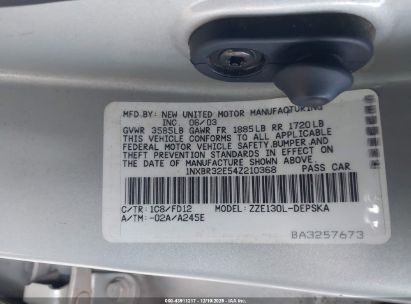 MFD.BY: NEW UNITED MOTOR MANUFACTURING
INC. 06/03
GVWR 3585LB GAWR FR 1885LB RR 1720LB
THIS VEHICLE CONFORMS TO ALL APPLICABLE
FEDERAL MOTOR VEHICLE SAFETY,BUMPER,AND
THEFT PREVENTION STANDARDS IN EFFECT ON
THE DATE OF MANUFACTURE SHOWN ABOVE.
1NXBR32E54Z210368 PASS CAR
C/TR: 1C8/FD12 MODEL: ZZE130L-DEPSKA
A/TM: -02A/A245E
BA3257673